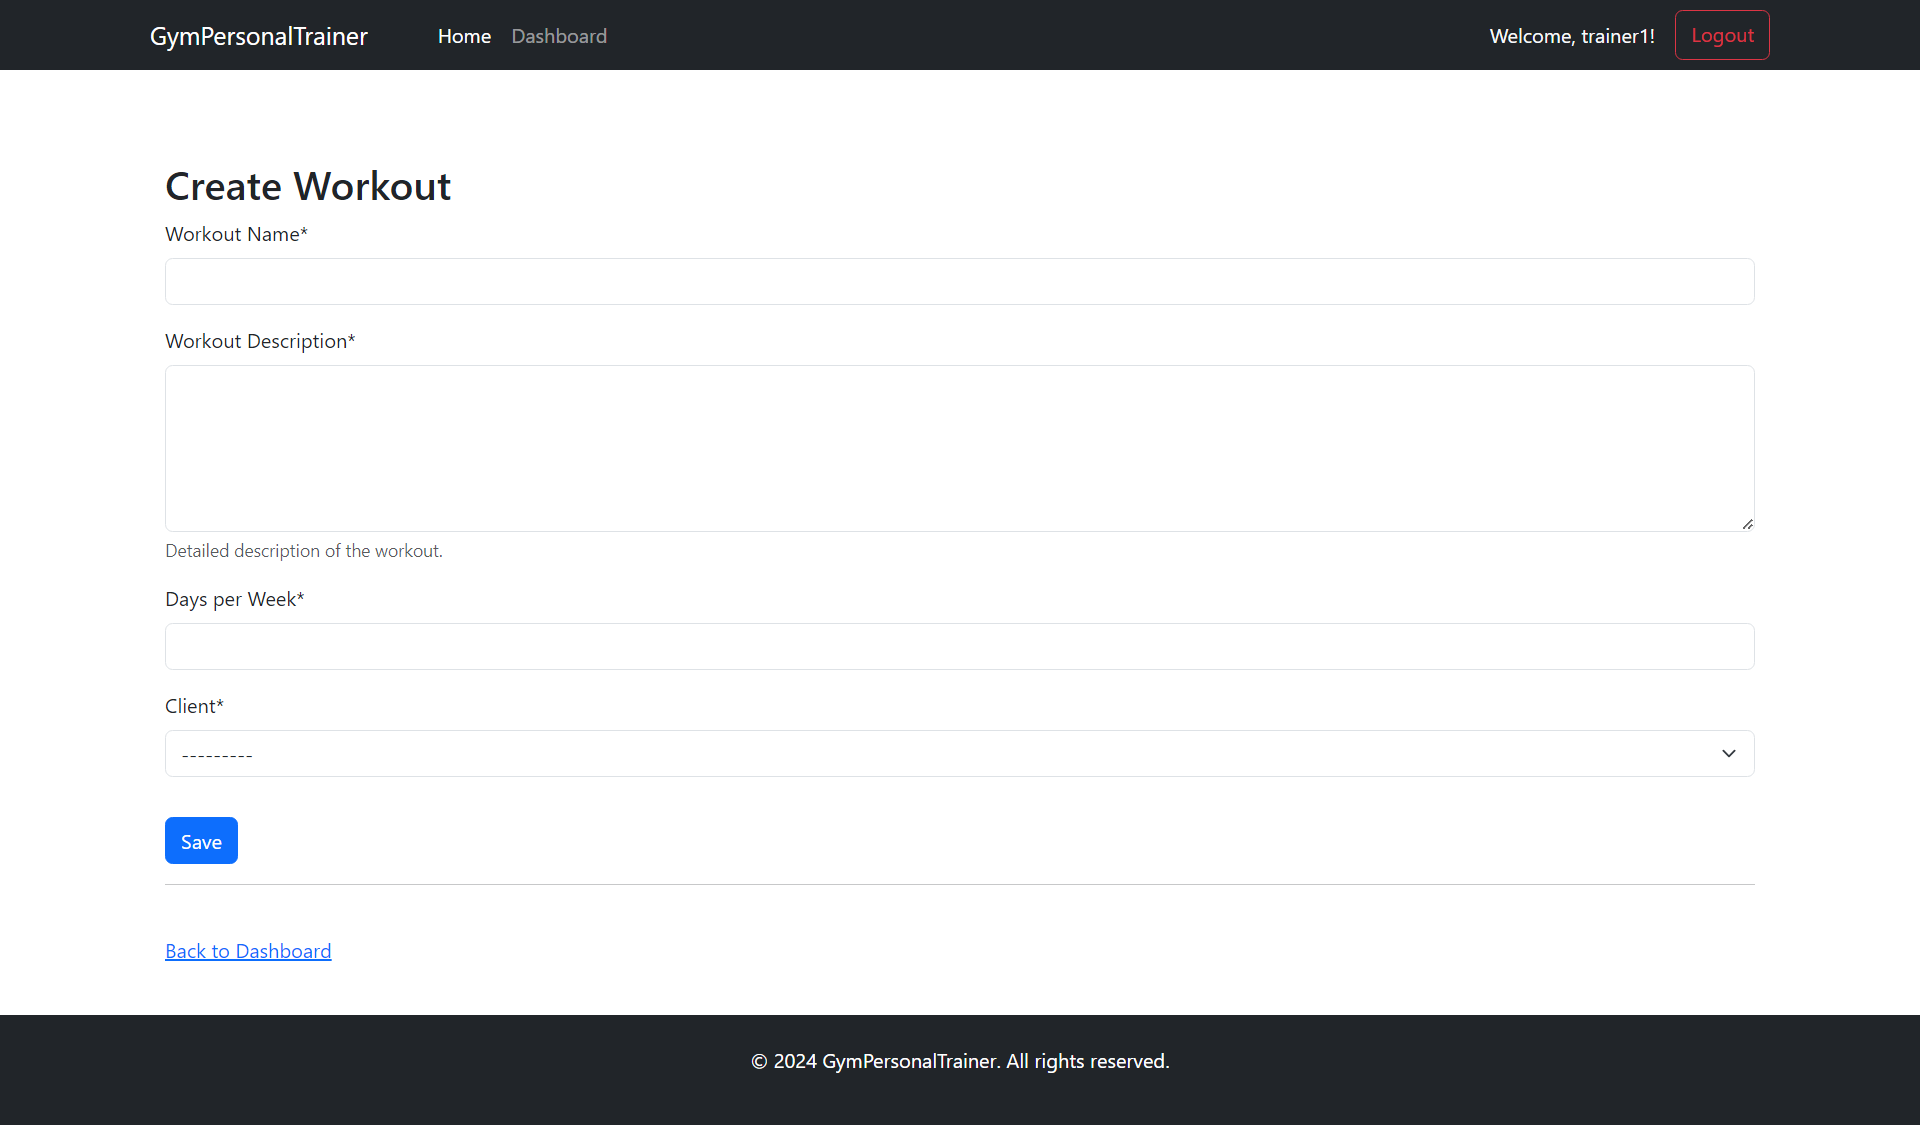 GymPersonalTrainer Home Dashboard Welcome, trainer1! Logout
Create Workout
Workout Name*
Workout Description*
Detailed description of the workout.
Days per Week*
Client*
---------
Save
Back to Dashboard
© 2024 GymPersonalTrainer. All rights reserved.